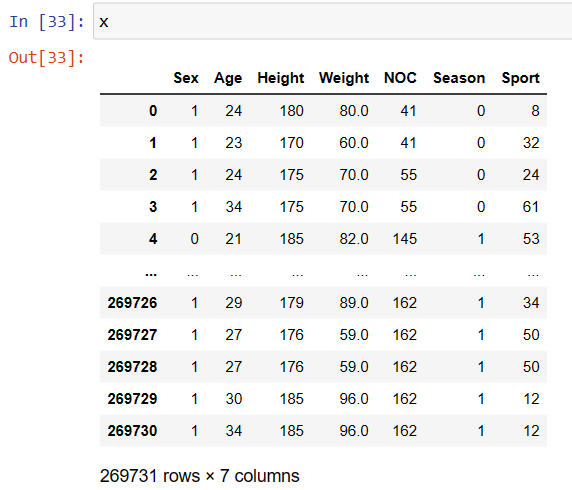 In [33]: x
Out[33]:
Sex Age Height Weight NOC Season Sport
0 1 24 180 80.0 41 0 8
1 1 23 170 60.0 41 0 32
2 1 24 175 70.0 55 0 24
3 1 34 175 70.0 55 0 61
4 0 21 185 82.0 145 1 53
... ... ... ... ... ... ... ...
269726 1 29 179 89.0 162 1 34
269727 1 27 176 59.0 162 1 50
269728 1 27 176 59.0 162 1 50
269729 1 30 185 96.0 162 1 12
269730 1 34 185 96.0 162 1 12
269731 rows × 7 columns